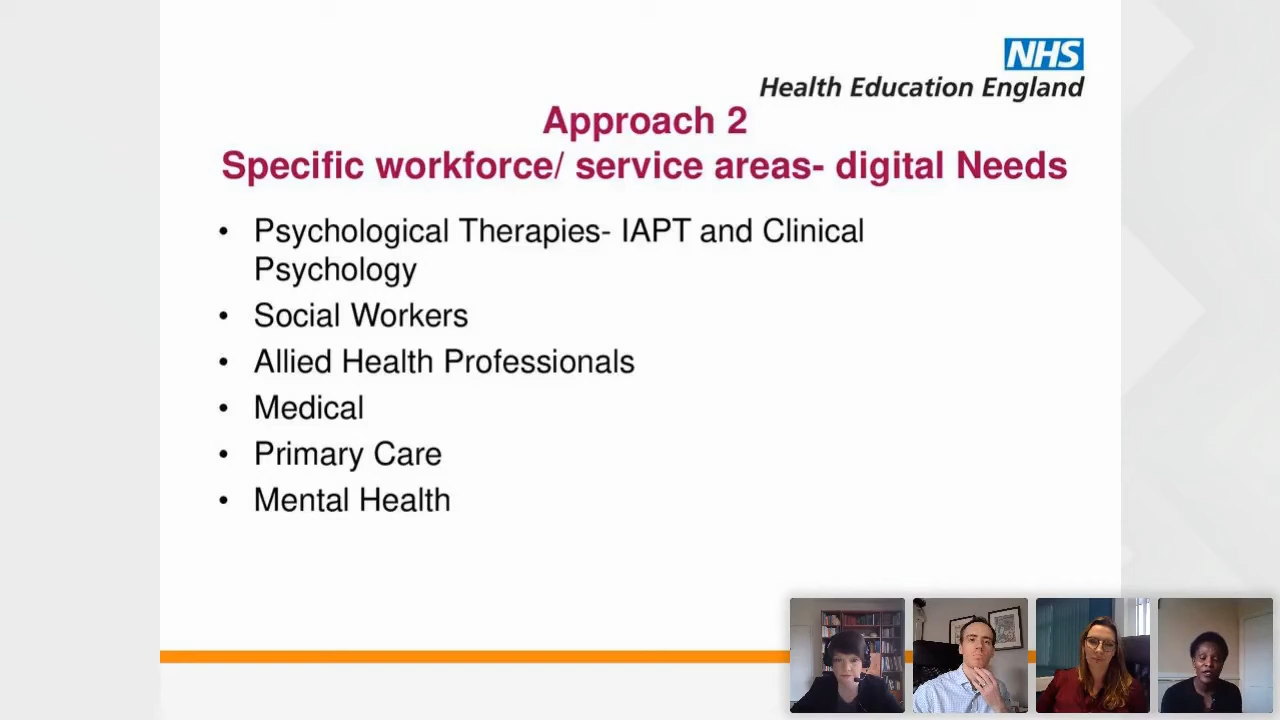 NHS
Health Education England
Approach 2
Specific workforce/ service areas- digital Needs
• Psychological Therapies- IAPT and Clinical
Psychology
• Social Workers
• Allied Health Professionals
• Medical
• Primary Care
• Mental Health